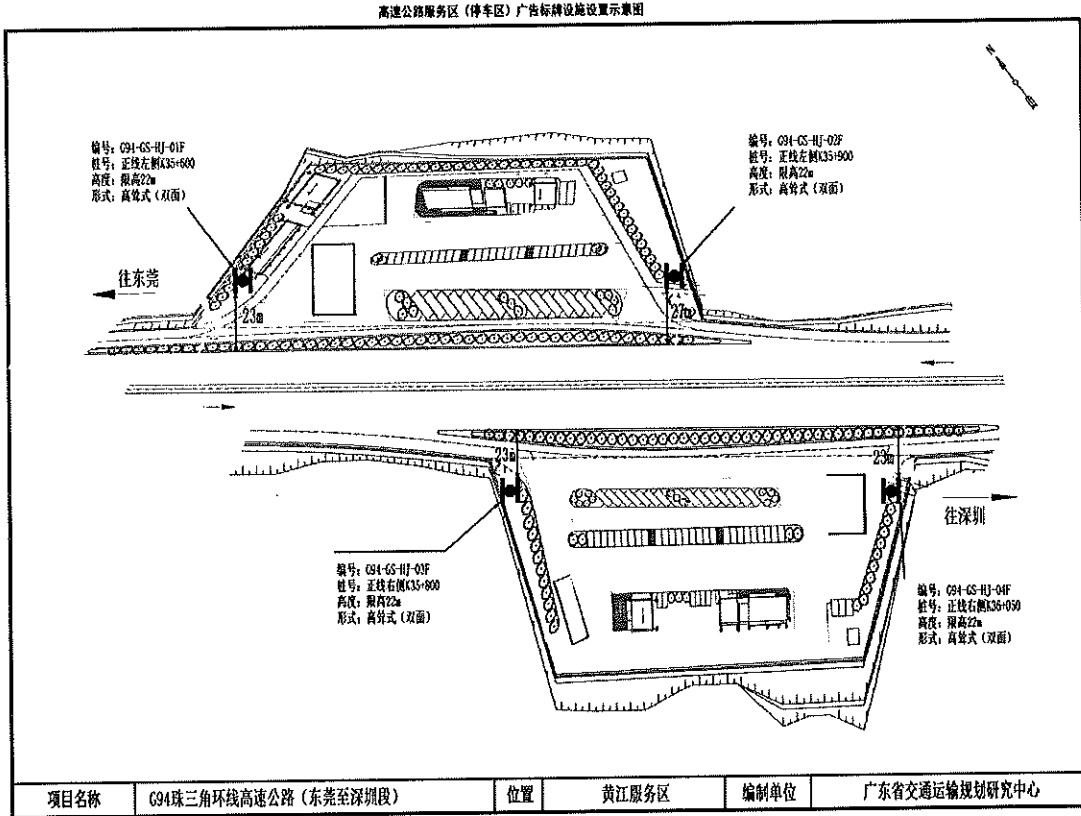 高速公路服务区（停车区）广告标牌设施设置示意图
N
编号：G94-GS-HJ-01F
桩号：正线左侧K35+600
高度：限高22m
形式：高耸式（双面）
编号：G94-GS-HJ-02F
桩号：正线左侧K35+900
高度：限高22m
形式：高耸式（双面）
往东莞
23m
27m
23m
23m
往深圳
编号：G94-GS-HJ-03F
桩号：正线右侧K35+800
高度：限高22m
形式：高耸式（双面）
编号：G94-GS-HJ-04F
桩号：正线右侧K36+050
高度：限高22m
形式：高耸式（双面）
项目名称 G94珠三角环线高速公路（东莞至深圳段） 位置 黄江服务区 编制单位 广东省交通运输规划研究中心